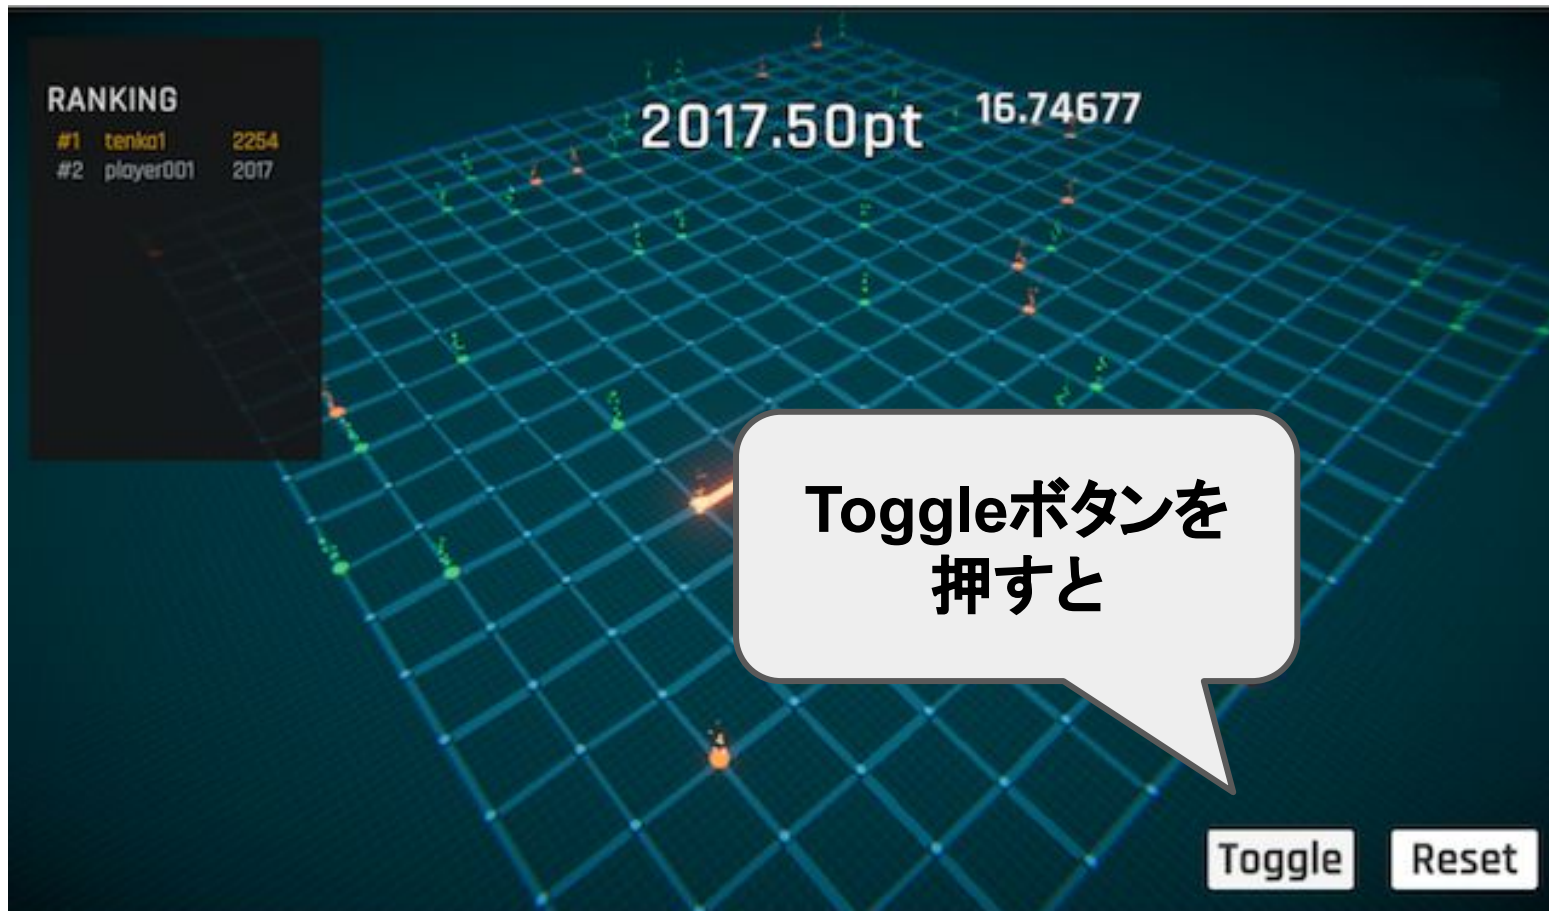 RANKING
#1 tenka1 2254
#2 player001 2017
2017.50pt
16.74677
Toggleボタンを
押すと
Toggle
Reset